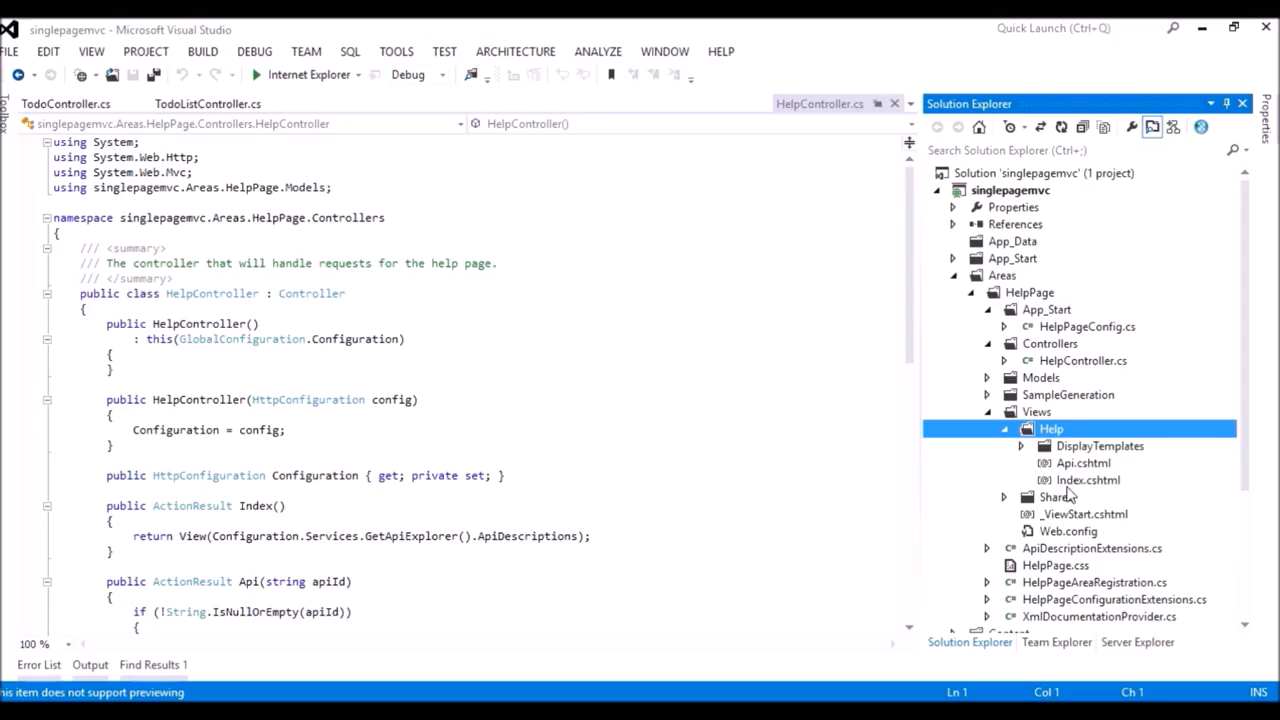 singlepagemvc - Microsoft Visual Studio
Quick Launch (Ctrl+Q)
FILE EDIT VIEW PROJECT BUILD DEBUG TEAM SQL TOOLS TEST ARCHITECTURE ANALYZE WINDOW HELP
Internet Explorer Debug
Toolbox
TodoController.cs TodoListController.cs HelpController.cs
singlepagemvc.Areas.HelpPage.Controllers.HelpController HelpController()
using System;
using System.Web.Http;
using System.Web.Mvc;
using singlepagemvc.Areas.HelpPage.Models;
namespace singlepagemvc.Areas.HelpPage.Controllers
{
/// <summary>
/// The controller that will handle requests for the help page.
/// </summary>
public class HelpController : Controller
{
public HelpController()
: this(GlobalConfiguration.Configuration)
{
}
public HelpController(HttpConfiguration config)
{
Configuration = config;
}
public HttpConfiguration Configuration { get; private set; }
public ActionResult Index()
{
return View(Configuration.Services.GetApiExplorer().ApiDescriptions);
}
public ActionResult Api(string apiId)
{
if (!String.IsNullOrEmpty(apiId))
{
100 %
Solution Explorer
Search Solution Explorer (Ctrl+;)
Solution 'singlepagemvc' (1 project)
singlepagemvc
Properties
References
App_Data
App_Start
Areas
HelpPage
App_Start
HelpPageConfig.cs
Controllers
HelpController.cs
Models
SampleGeneration
Views
Help
DisplayTemplates
Api.cshtml
Index.cshtml
Share
_ViewStart.cshtml
Web.config
ApiDescriptionExtensions.cs
HelpPage.css
HelpPageAreaRegistration.cs
HelpPageConfigurationExtensions.cs
XmlDocumentationProvider.cs
Solution Explorer Team Explorer Server Explorer
Properties
Error List Output Find Results 1
his item does not support previewing Ln 1 Col 1 Ch 1 INS